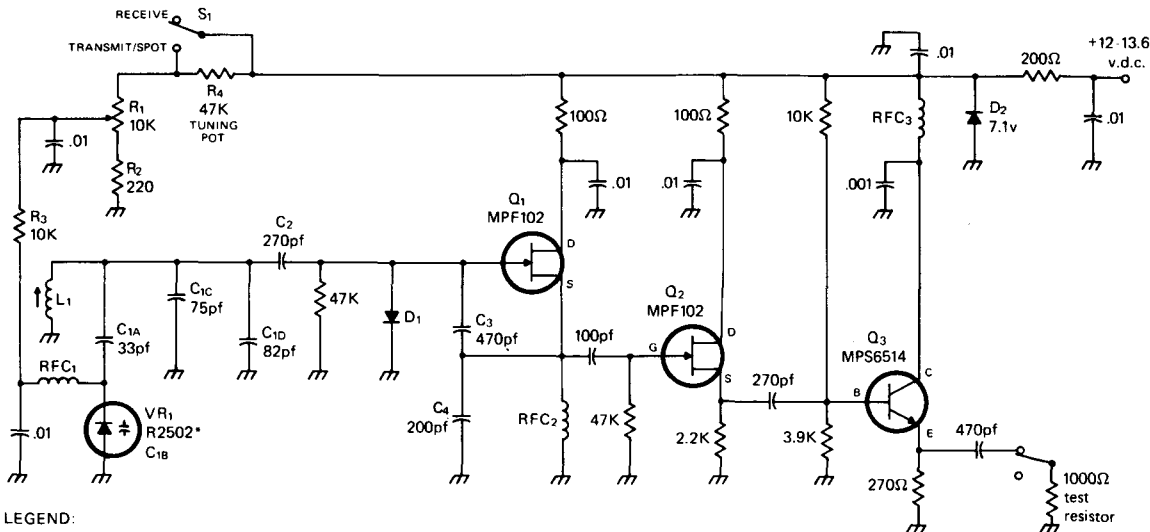 RECEIVE
S1
TRANSMIT/SPOT
R4
47K
TUNING
POT
R1
10K
.01
R2
220
R3
10K
L1
C1A
33pf
RFC1
.01
VR1
R2502*
C1B
C1C
75pf
C1D
82pf
C2
270pf
47K
D1
C3
470pf
C4
200pf
Q1
MPF102
D
S
100Ω
.01
RFC2
100pf
47K
Q2
MPF102
G
D
S
100Ω
.01
2.2K
270pf
10K
3.9K
Q3
MPS6514
B
C
E
.01
RFC3
.001
D2
7.1v
200Ω
+12-13.6
v.d.c.
.01
270Ω
470pf
1000Ω
test
resistor
LEGEND: